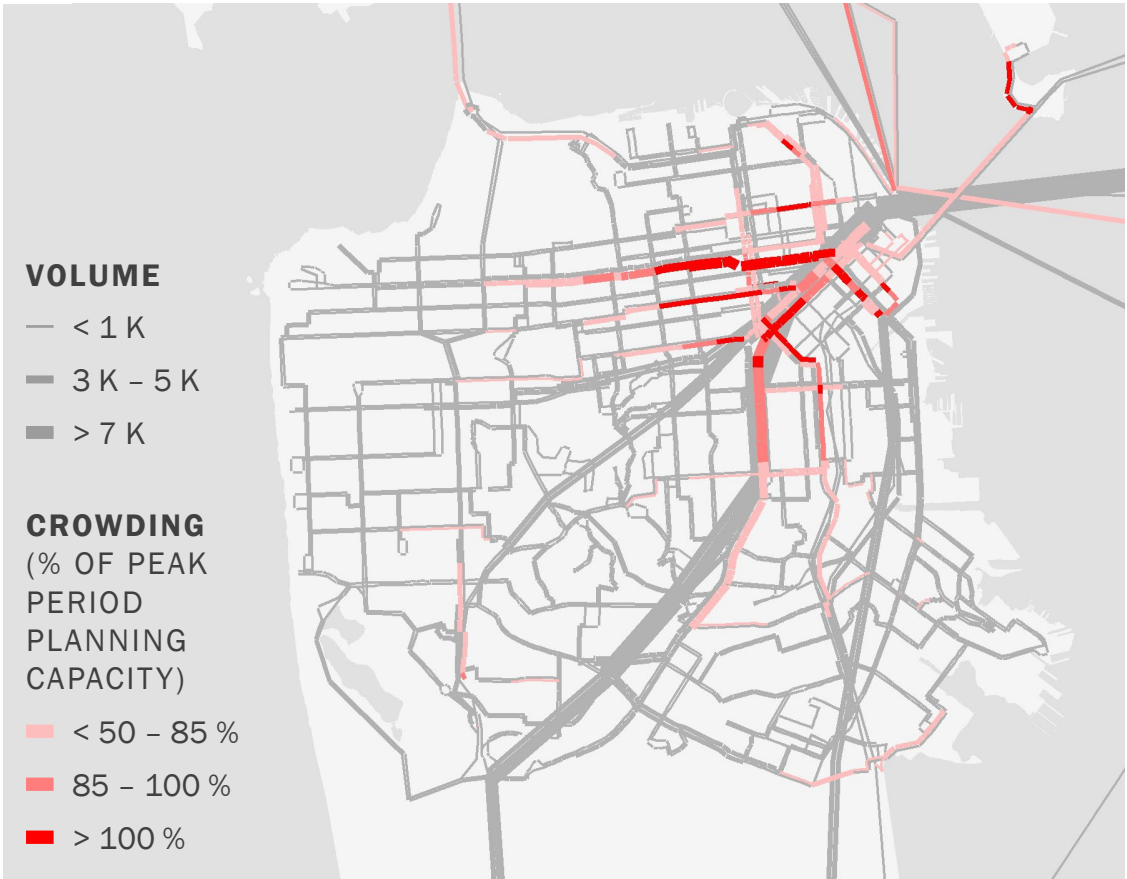 VOLUME
< 1 K
3 K – 5 K
> 7 K
CROWDING
(% OF PEAK
PERIOD
PLANNING
CAPACITY)
< 50 – 85 %
85 – 100 %
> 100 %